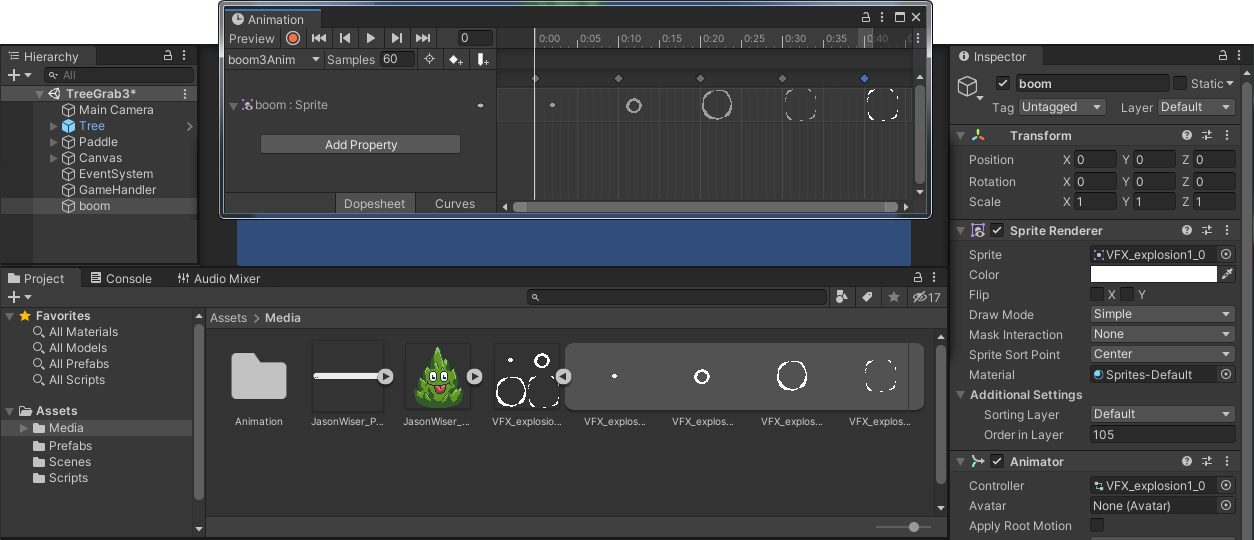 Animation
Preview
0
0:00 0:05 0:10 0:15 0:20 0:25 0:30 0:35 0:40
boom3Anim Samples 60
boom : Sprite
Add Property
Dopesheet Curves
Hierarchy
All
TreeGrab3*
Main Camera
Tree
Paddle
Canvas
EventSystem
GameHandler
boom
Project Console Audio Mixer
17
Favorites
All Materials
All Models
All Prefabs
All Scripts
Assets
Media
Prefabs
Scenes
Scripts
Assets > Media
Animation JasonWiser_P... JasonWiser_... VFX_explosio... VFX_explos... VFX_explos... VFX_explos... VFX_explos...
Inspector
boom Static
Tag Untagged Layer Default
Transform
Position X 0 Y 0 Z 0
Rotation X 0 Y 0 Z 0
Scale X 1 Y 1 Z 1
Sprite Renderer
Sprite VFX_explosion1_0
Color
Flip X Y
Draw Mode Simple
Mask Interaction None
Sprite Sort Point Center
Material Sprites-Default
Additional Settings
Sorting Layer Default
Order in Layer 105
Animator
Controller VFX_explosion1_0
Avatar None (Avatar)
Apply Root Motion